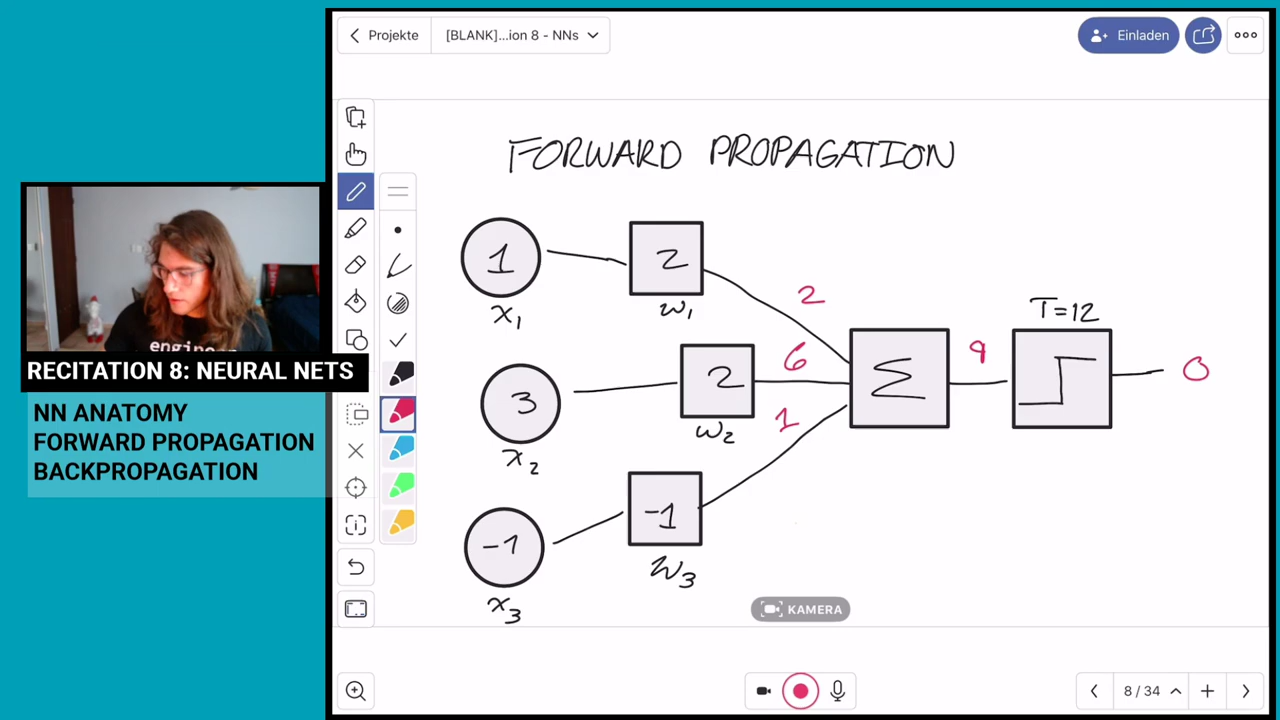 Projekte
[BLANK]...ion 8 - NNs
Einladen
FORWARD PROPAGATION
1
x1
2
w1
2
T=12
3
x2
2
w2
6
Σ
9
0
1
-1
x3
-1
w3
engineer
RECITATION 8: NEURAL NETS
NN ANATOMY
FORWARD PROPAGATION
BACKPROPAGATION
KAMERA
8 / 34